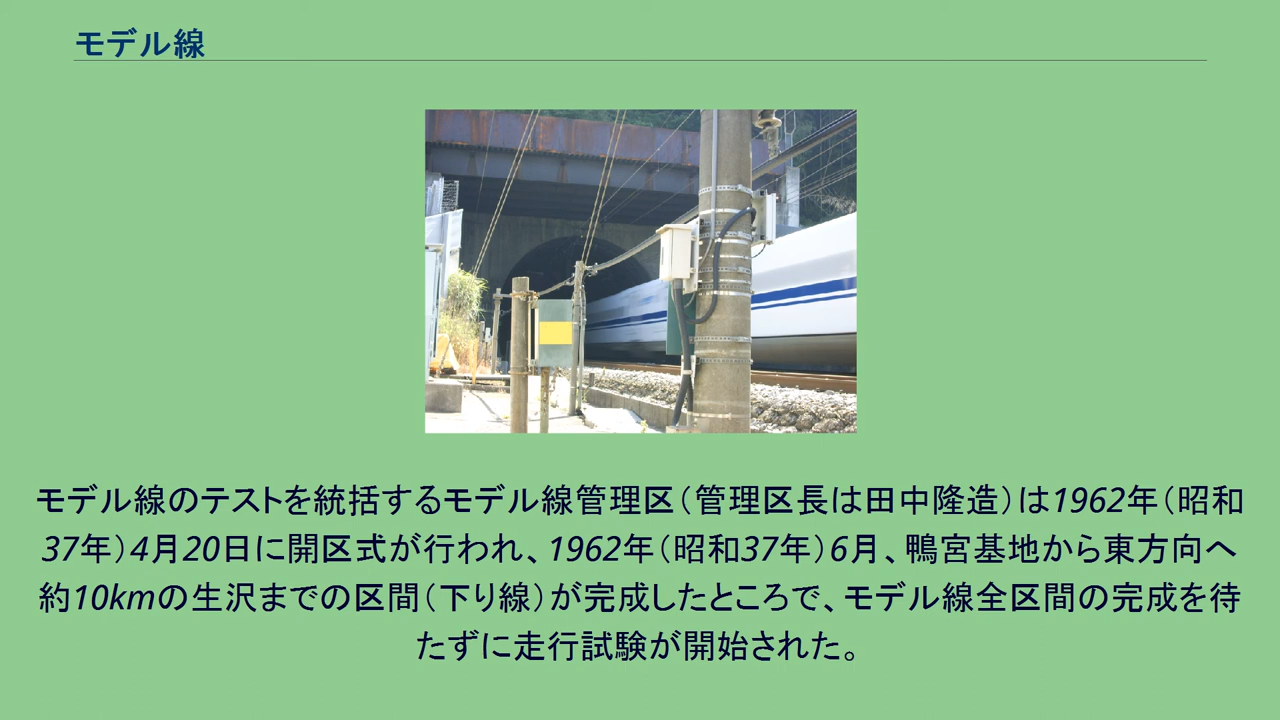 モデル線
モデル線のテストを統括するモデル線管理区（管理区長は田中隆造）は1962年（昭和
37年）4月20日に開区式が行われ、1962年（昭和37年）6月、鴨宮基地から東方向へ
約10kmの生沢までの区間（下り線）が完成したところで、モデル線全区間の完成を待
たずに走行試験が開始された。